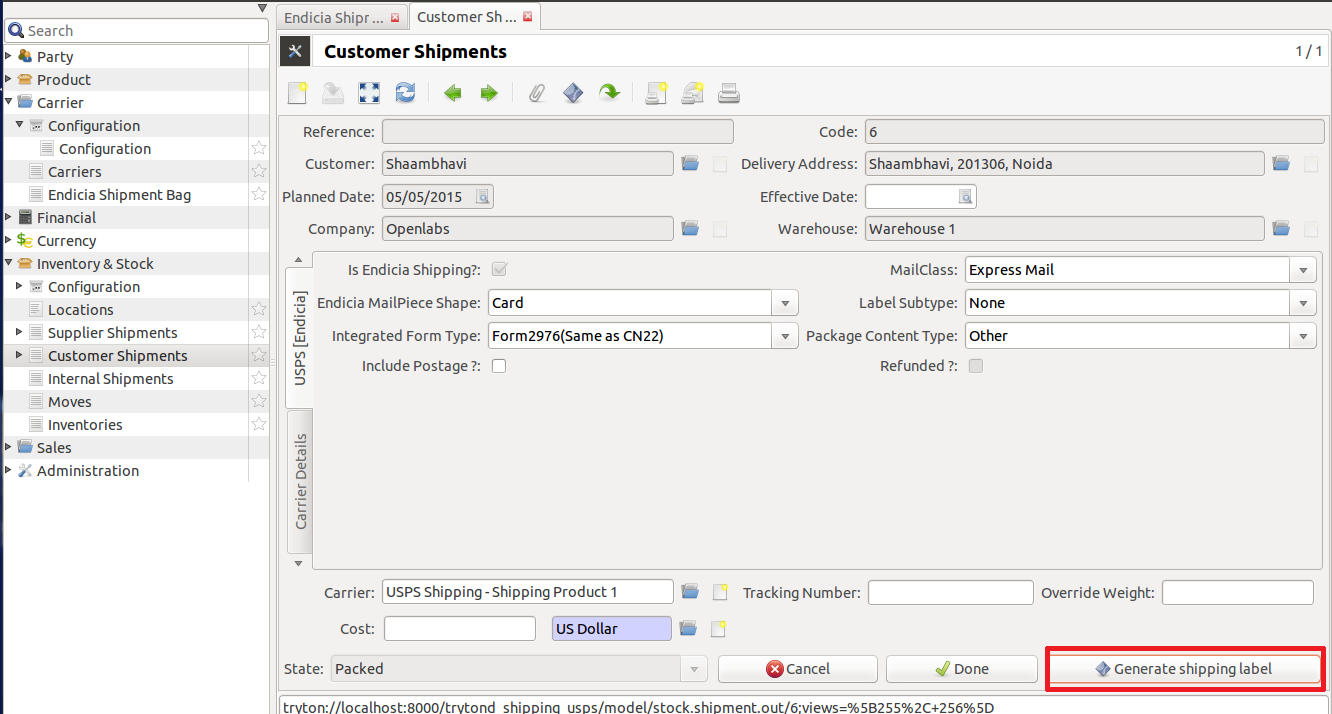 Endicia Shipr ...
Customer Sh ...
Search
Party
Product
Carrier
Configuration
Configuration
Carriers
Endicia Shipment Bag
Financial
Currency
Inventory & Stock
Configuration
Locations
Supplier Shipments
Customer Shipments
Internal Shipments
Moves
Inventories
Sales
Administration
Customer Shipments
1 / 1
Reference:
Code: 6
Customer: Shaambhavi
Delivery Address: Shaambhavi, 201306, Noida
Planned Date: 05/05/2015
Effective Date:
Company: Openlabs
Warehouse: Warehouse 1
USPS [Endicia]
Carrier Details
Is Endicia Shipping?:
MailClass: Express Mail
Endicia MailPiece Shape: Card
Label Subtype: None
Integrated Form Type: Form2976(Same as CN22)
Package Content Type: Other
Include Postage ?:
Refunded ?:
Carrier: USPS Shipping - Shipping Product 1
Tracking Number:
Override Weight:
Cost: US Dollar
State: Packed
Cancel
Done
Generate shipping label
tryton://localhost:8000/trytond_shipping_usps/model/stock.shipment.out/6;views=%5B255%2C+256%5D